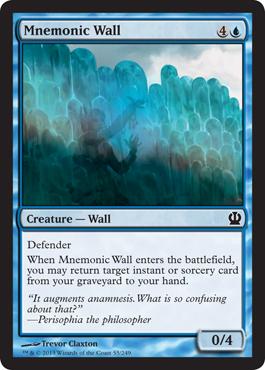 Mnemonic Wall 4
Creature — Wall
Defender
When Mnemonic Wall enters the battlefield,
you may return target instant or sorcery card
from your graveyard to your hand.
“It augments anamnesis. What is so confusing
about that?”
—Perisophia the philosopher
Trevor Claxton
™ & © 2013 Wizards of the Coast 53/249
0/4